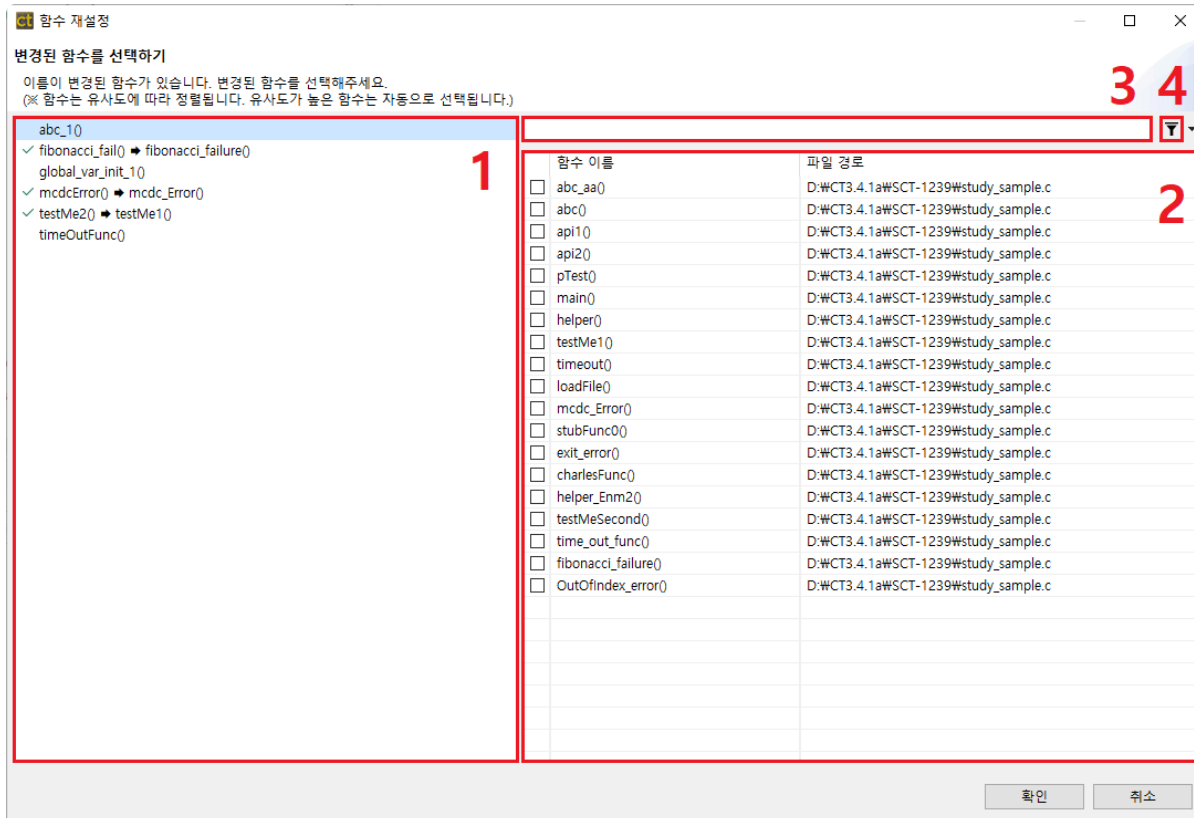 ct 함수 재설정
변경된 함수를 선택하기
이름이 변경된 함수가 있습니다. 변경된 함수를 선택해주세요.
(※ 함수는 유사도에 따라 정렬됩니다. 유사도가 높은 함수는 자동으로 선택됩니다.)
3 4
1
abc_1()
✓ fibonacci_fail() ➡ fibonacci_failure()
global_var_init_1()
✓ mcdcError() ➡ mcdc_Error()
✓ testMe2() ➡ testMe1()
timeOutFunc()
2
함수 이름 파일 경로
abc_aa() D:₩CT3.4.1a₩SCT-1239₩study_sample.c
abc() D:₩CT3.4.1a₩SCT-1239₩study_sample.c
api1() D:₩CT3.4.1a₩SCT-1239₩study_sample.c
api2() D:₩CT3.4.1a₩SCT-1239₩study_sample.c
pTest() D:₩CT3.4.1a₩SCT-1239₩study_sample.c
main() D:₩CT3.4.1a₩SCT-1239₩study_sample.c
helper() D:₩CT3.4.1a₩SCT-1239₩study_sample.c
testMe1() D:₩CT3.4.1a₩SCT-1239₩study_sample.c
timeout() D:₩CT3.4.1a₩SCT-1239₩study_sample.c
loadFile() D:₩CT3.4.1a₩SCT-1239₩study_sample.c
mcdc_Error() D:₩CT3.4.1a₩SCT-1239₩study_sample.c
stubFunc0() D:₩CT3.4.1a₩SCT-1239₩study_sample.c
exit_error() D:₩CT3.4.1a₩SCT-1239₩study_sample.c
charlesFunc() D:₩CT3.4.1a₩SCT-1239₩study_sample.c
helper_Enm2() D:₩CT3.4.1a₩SCT-1239₩study_sample.c
testMeSecond() D:₩CT3.4.1a₩SCT-1239₩study_sample.c
time_out_func() D:₩CT3.4.1a₩SCT-1239₩study_sample.c
fibonacci_failure() D:₩CT3.4.1a₩SCT-1239₩study_sample.c
OutOfIndex_error() D:₩CT3.4.1a₩SCT-1239₩study_sample.c
확인 취소